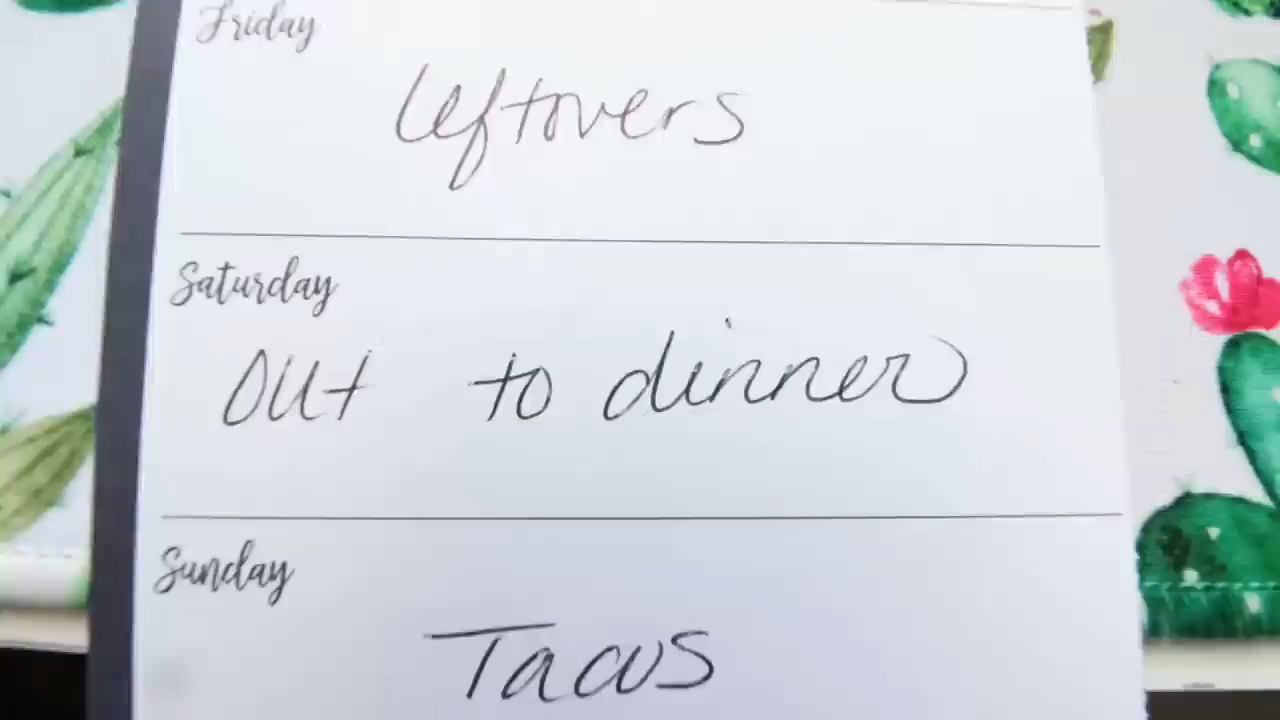 Friday
Leftovers
Saturday
Out to dinner
Sunday
Tacos